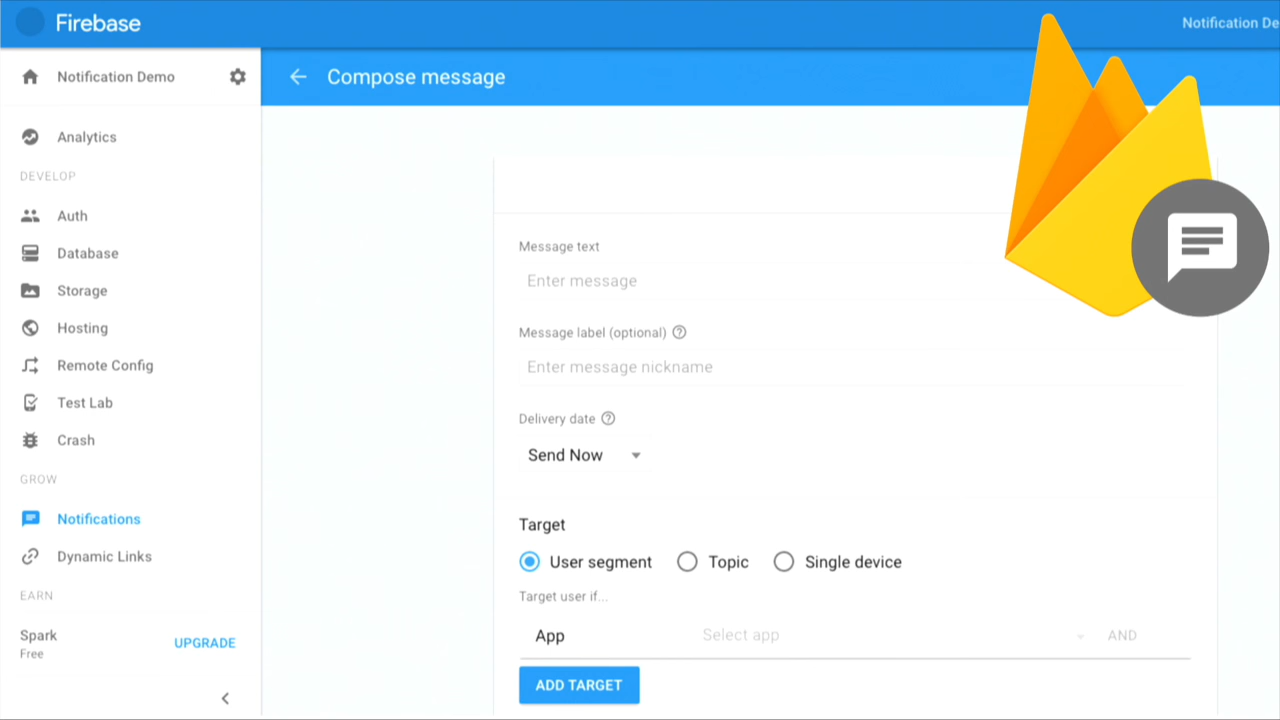 Firebase
Notification De
Notification Demo
Compose message
Analytics
DEVELOP
Auth
Database
Storage
Hosting
Remote Config
Test Lab
Crash
GROW
Notifications
Dynamic Links
EARN
Spark
Free
UPGRADE
Message text
Enter message
Message label (optional)
Enter message nickname
Delivery date
Send Now
Target
User segment Topic Single device
Target user if...
App Select app AND
ADD TARGET